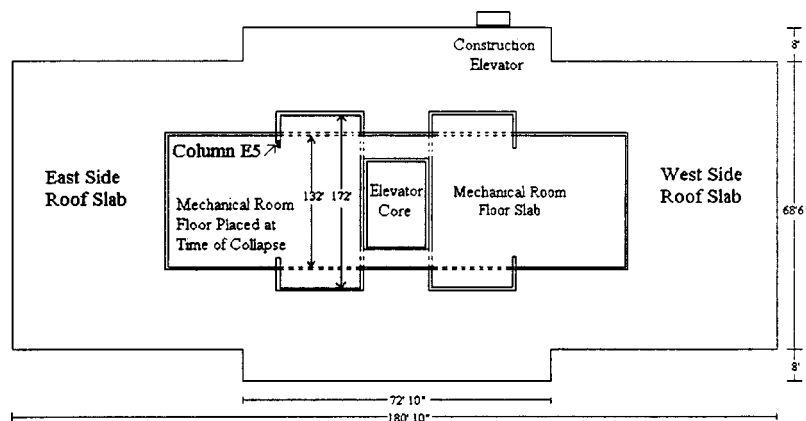 8'
Construction
Elevator
Column E5
East Side
Roof Slab
132'
172'
Elevator
Core
Mechanical Room
Floor Placed at
Time of Collapse
Mechanical Room
Floor Slab
West Side
Roof Slab
68'6
8'
72' 10"
180' 10"